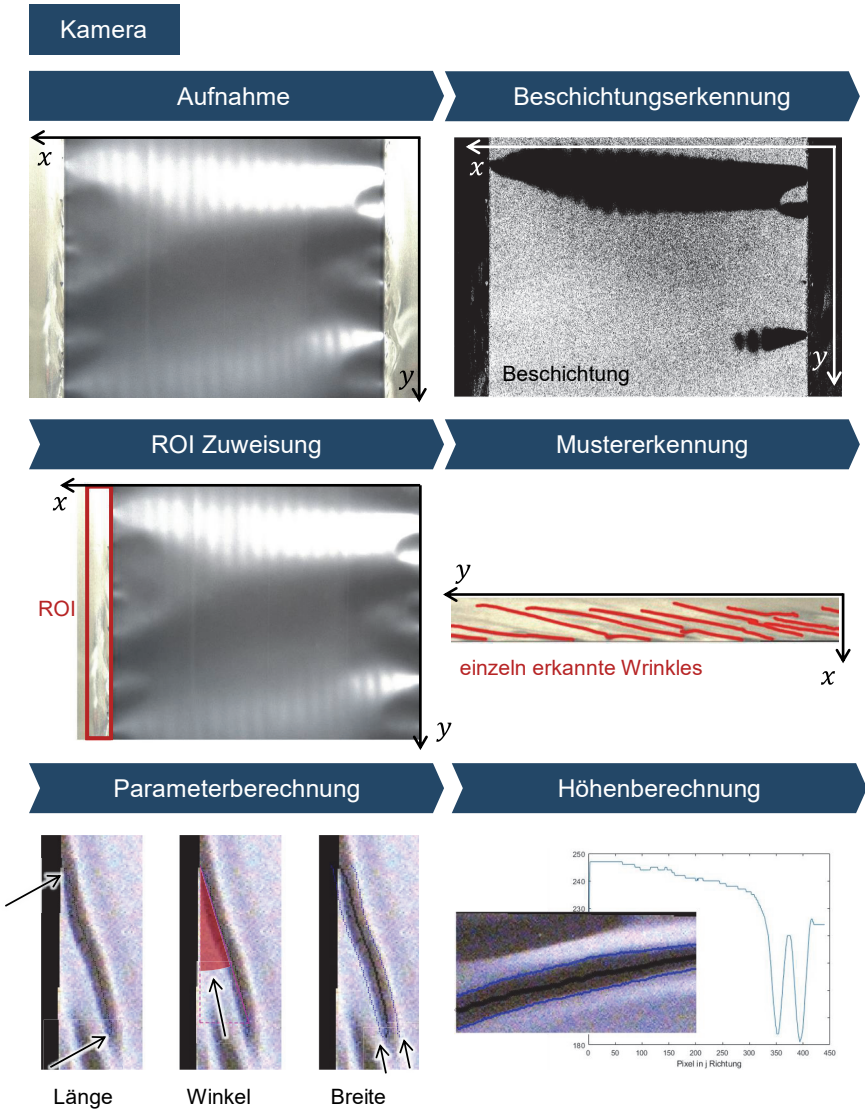 Kamera
Aufnahme
Beschichtungserkennung
x
y
x
y
Beschichtung
ROI Zuweisung
Mustererkennung
x
y
ROI
y
x
einzeln erkannte Wrinkles
Parameterberechnung
Höhenberechnung
Länge
Winkel
Breite
250
240
230
226
180
0
50
100
150
200
250
300
350
400
450
Pixel in j Richtung